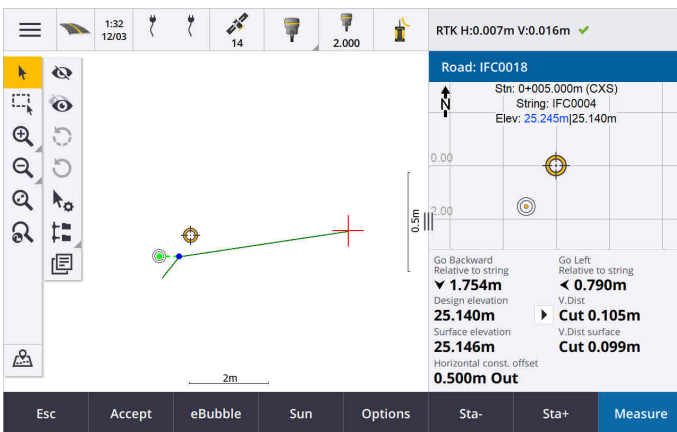 1:32
12/03
14
2.000
RTK H:0.007m V:0.016m
Road: IFC0018
Stn: 0+005.000m (CXS)
N
String: IFC0004
Elev: 25.245m|25.140m
0.00
2.00
0.5m
2m
Go Backward
Relative to string
1.754m
Go Left
Relative to string
0.790m
Design elevation
25.140m
V.Dist
Cut 0.105m
Surface elevation
25.146m
V.Dist surface
Cut 0.099m
Horizontal const. offset
0.500m Out
Esc
Accept
eBubble
Sun
Options
Sta-
Sta+
Measure